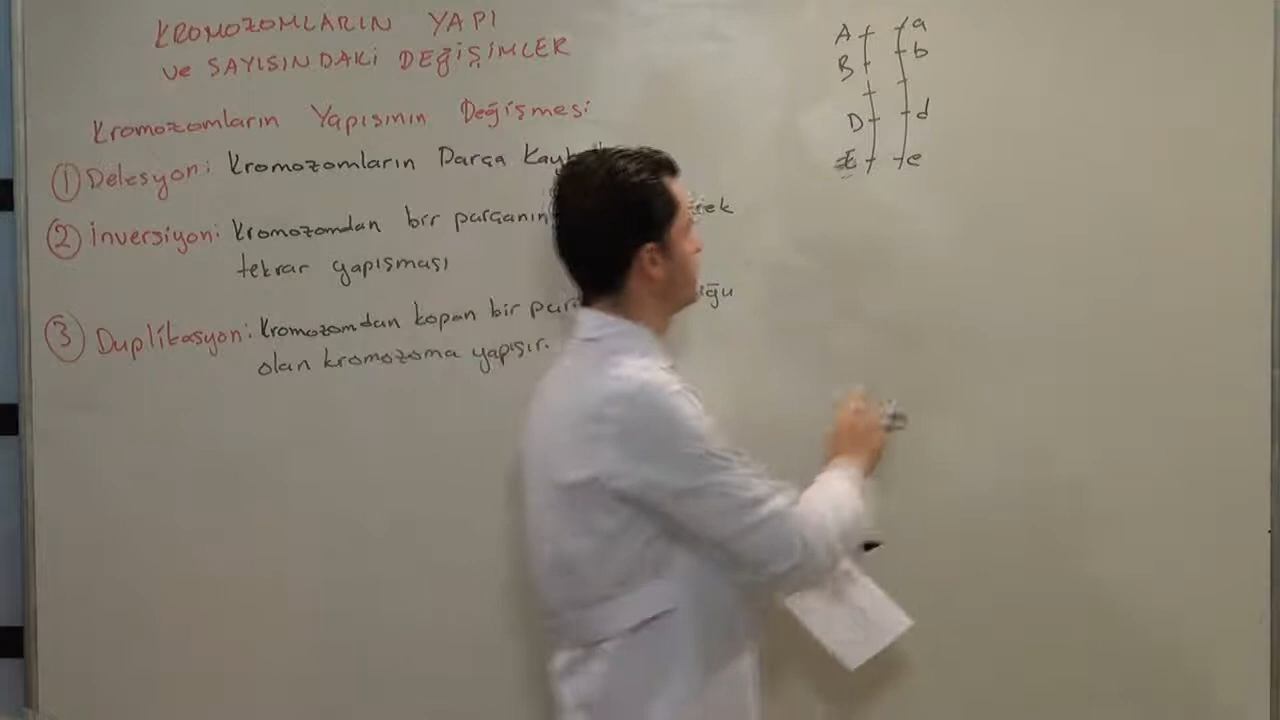 KROMOZOMLARIN YAPI
ve SAYISINDAKİ DEĞİŞİMLER
Kromozomların Yapısının Değişmesi
① Delesyon: Kromozomların Parça
② İnversiyon: Kromozomdan bir parçanın
tekrar yapışması
③ Duplikasyon: Kromozomdan kopan bir
olan kromozoma yapışır.
A a
B b
D d
E e